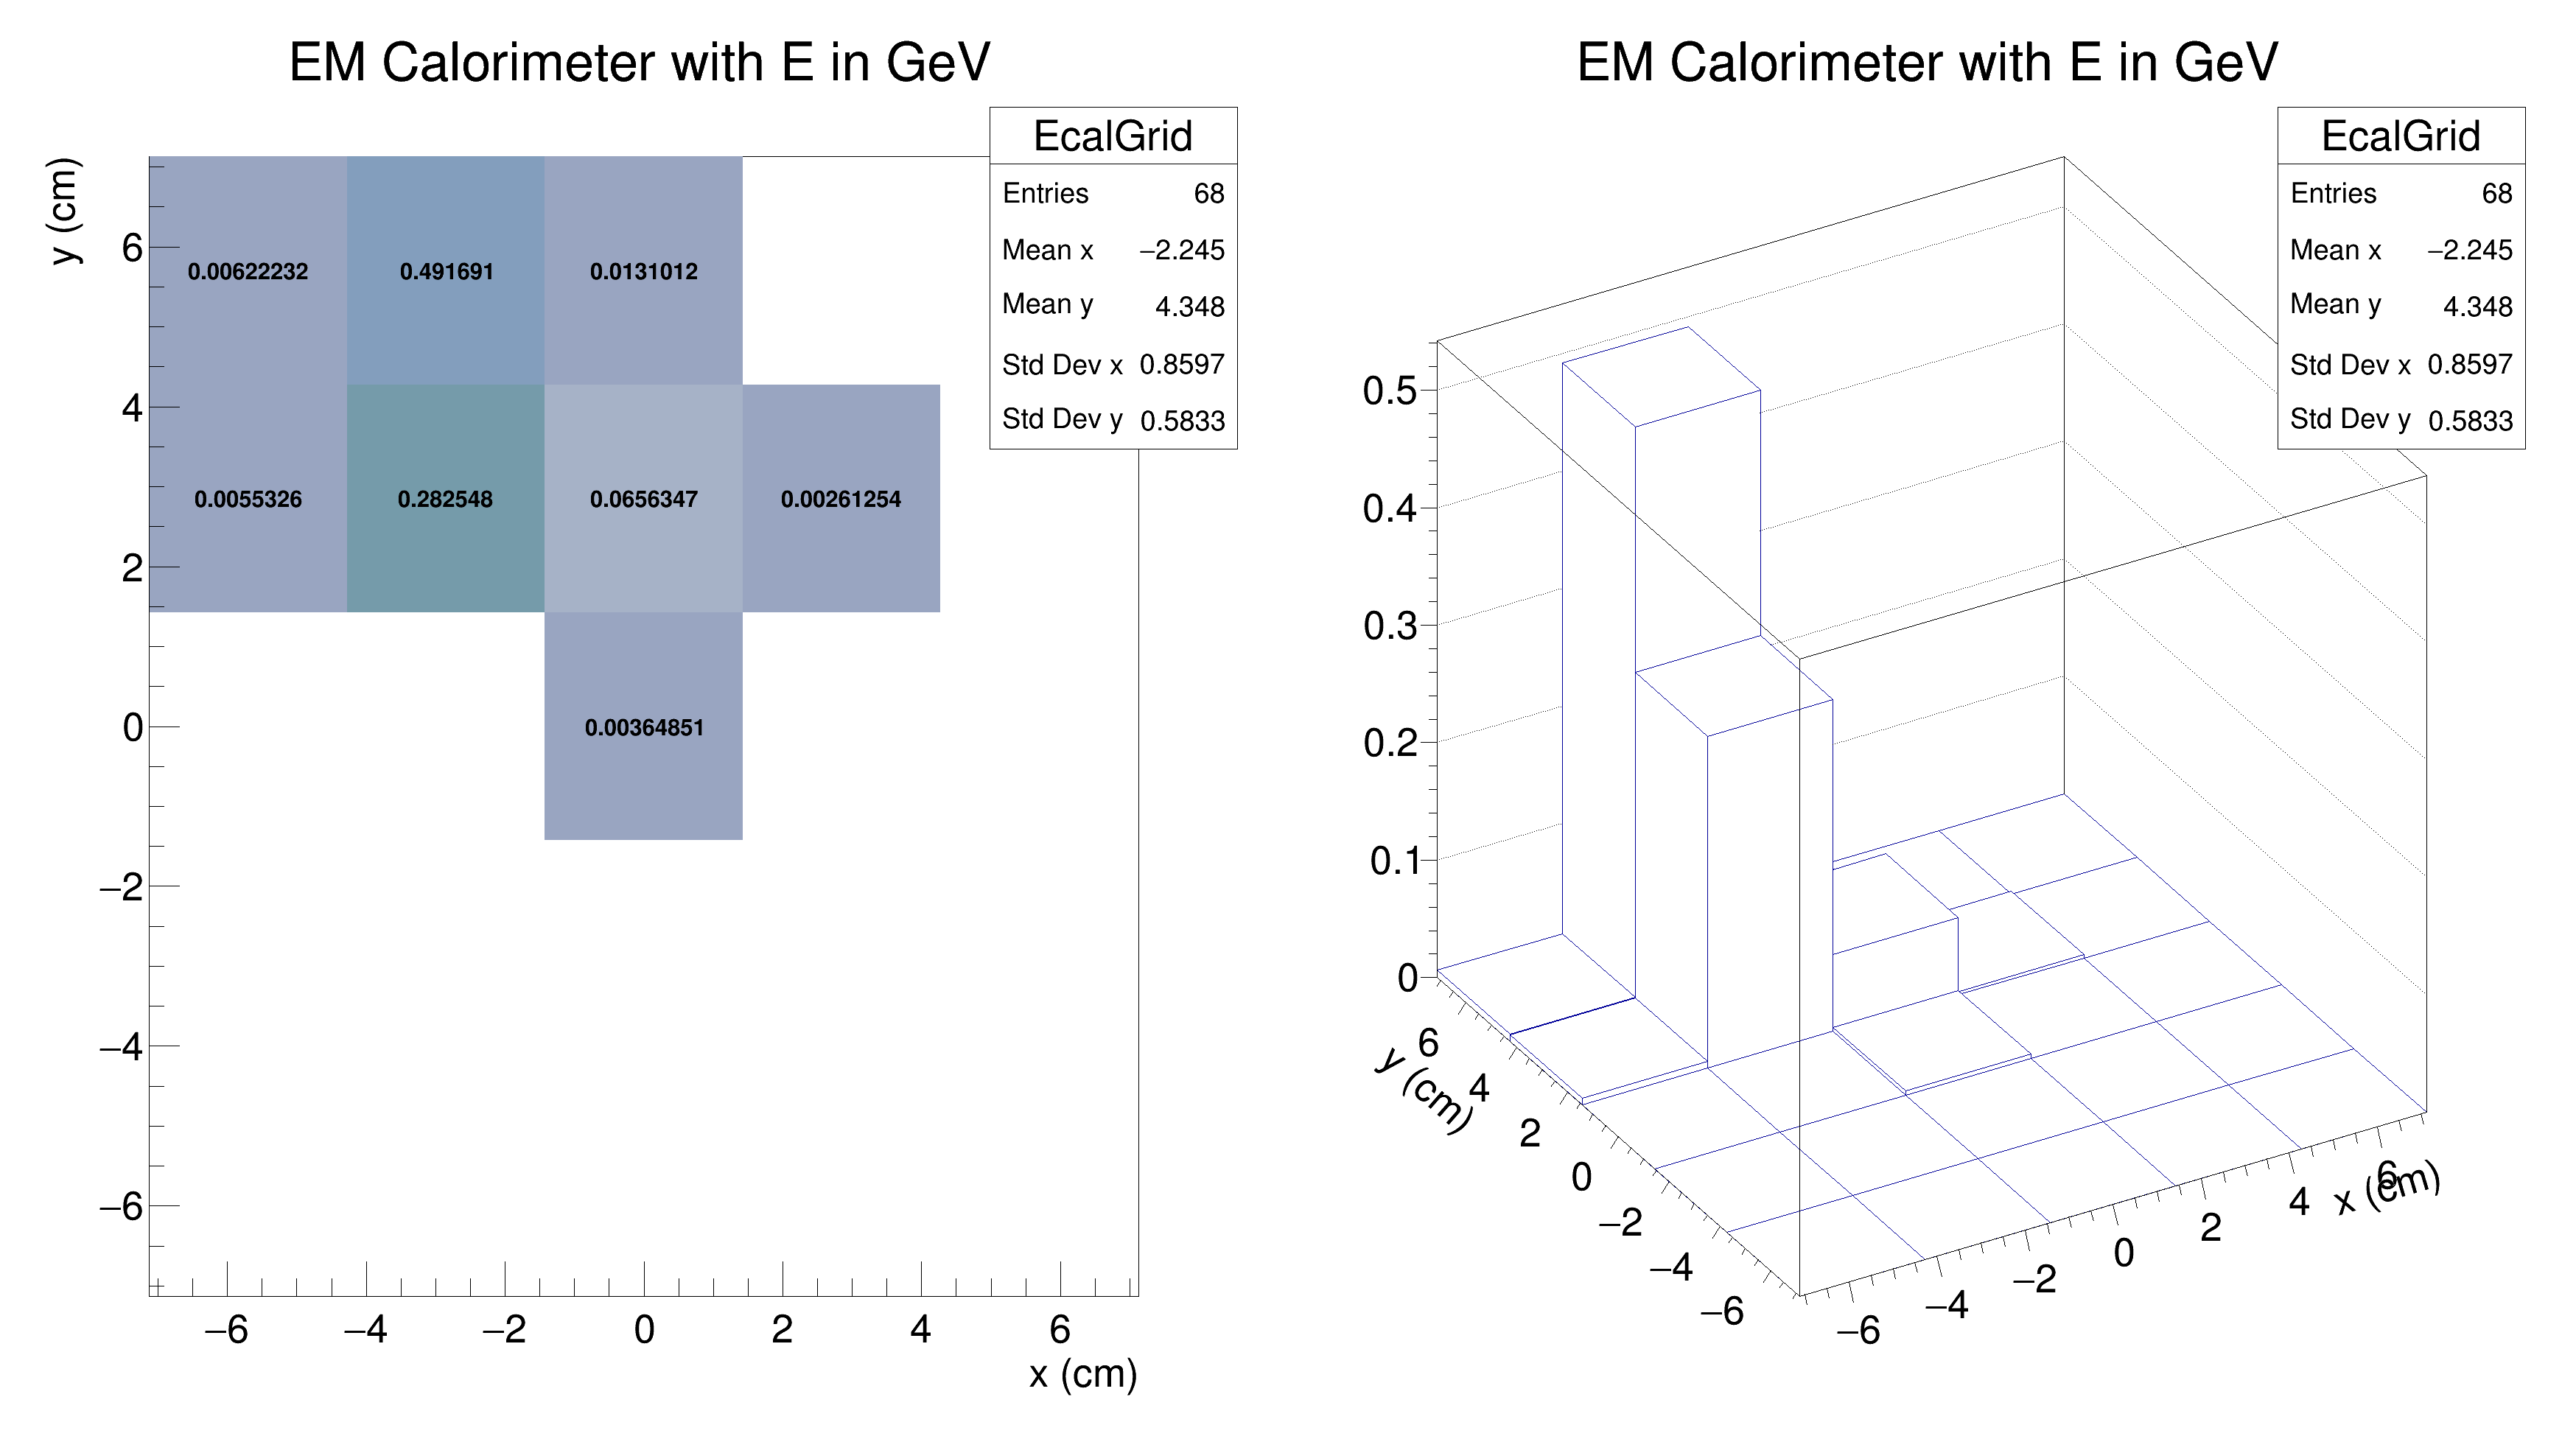 EM Calorimeter with E in GeV
EcalGrid
Entries 68
Mean x −2.245
Mean y 4.348
Std Dev x 0.8597
Std Dev y 0.5833
y (cm)
6
4
2
0
−2
−4
−6
0.00622232 0.491691 0.0131012
0.0055326 0.282548 0.0656347 0.00261254
0.00364851
−6 −4 −2 0 2 4 6
x (cm)
EM Calorimeter with E in GeV
EcalGrid
Entries 68
Mean x −2.245
Mean y 4.348
Std Dev x 0.8597
Std Dev y 0.5833
0.5
0.4
0.3
0.2
0.1
0
y (cm)
6
4
2
0
−2
−4
−6
−6 −4 −2 0 2 4 6
x (cm)